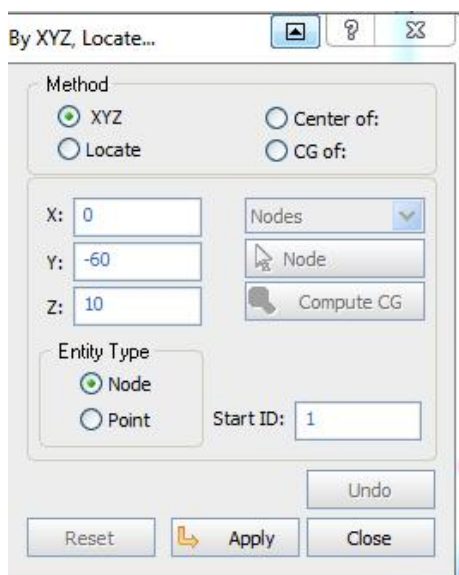 By XYZ, Locate...
Method
XYZ
Center of:
Locate
CG of:
X: 0
Nodes
Y: -60
Node
Z: 10
Compute CG
Entity Type
Node
Point
Start ID: 1
Undo
Reset
Apply
Close